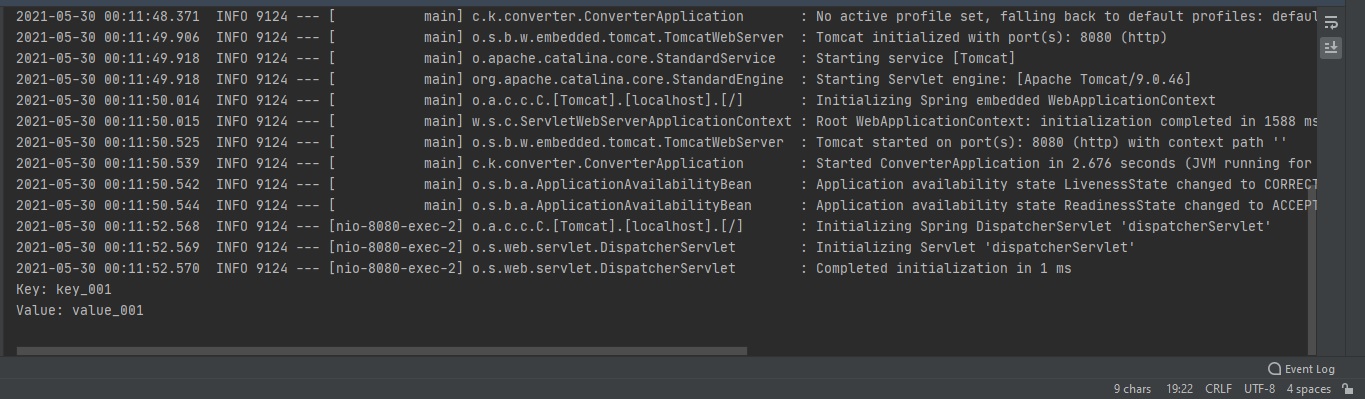 2021-05-30 00:11:48.371  INFO 9124 --- [           main] c.k.converter.ConverterApplication       : No active profile set, falling back to default profiles: defaul
2021-05-30 00:11:49.906  INFO 9124 --- [           main] o.s.b.w.embedded.tomcat.TomcatWebServer  : Tomcat initialized with port(s): 8080 (http)
2021-05-30 00:11:49.918  INFO 9124 --- [           main] o.apache.catalina.core.StandardService   : Starting service [Tomcat]
2021-05-30 00:11:49.918  INFO 9124 --- [           main] org.apache.catalina.core.StandardEngine  : Starting Servlet engine: [Apache Tomcat/9.0.46]
2021-05-30 00:11:50.014  INFO 9124 --- [           main] o.a.c.c.C.[Tomcat].[localhost].[/]       : Initializing Spring embedded WebApplicationContext
2021-05-30 00:11:50.015  INFO 9124 --- [           main] w.s.c.ServletWebServerApplicationContext : Root WebApplicationContext: initialization completed in 1588 ms
2021-05-30 00:11:50.525  INFO 9124 --- [           main] o.s.b.w.embedded.tomcat.TomcatWebServer  : Tomcat started on port(s): 8080 (http) with context path ''
2021-05-30 00:11:50.539  INFO 9124 --- [           main] c.k.converter.ConverterApplication       : Started ConverterApplication in 2.676 seconds (JVM running for
2021-05-30 00:11:50.542  INFO 9124 --- [           main] o.s.b.a.ApplicationAvailabilityBean      : Application availability state LivenessState changed to CORRECT
2021-05-30 00:11:50.544  INFO 9124 --- [           main] o.s.b.a.ApplicationAvailabilityBean      : Application availability state ReadinessState changed to ACCEPT
2021-05-30 00:11:52.568  INFO 9124 --- [nio-8080-exec-2] o.a.c.c.C.[Tomcat].[localhost].[/]       : Initializing Spring DispatcherServlet 'dispatcherServlet'
2021-05-30 00:11:52.569  INFO 9124 --- [nio-8080-exec-2] o.s.web.servlet.DispatcherServlet        : Initializing Servlet 'dispatcherServlet'
2021-05-30 00:11:52.570  INFO 9124 --- [nio-8080-exec-2] o.s.web.servlet.DispatcherServlet        : Completed initialization in 1 ms
Key: key_001
Value: value_001
Event Log
9 chars 19:22 CRLF UTF-8 4 spaces